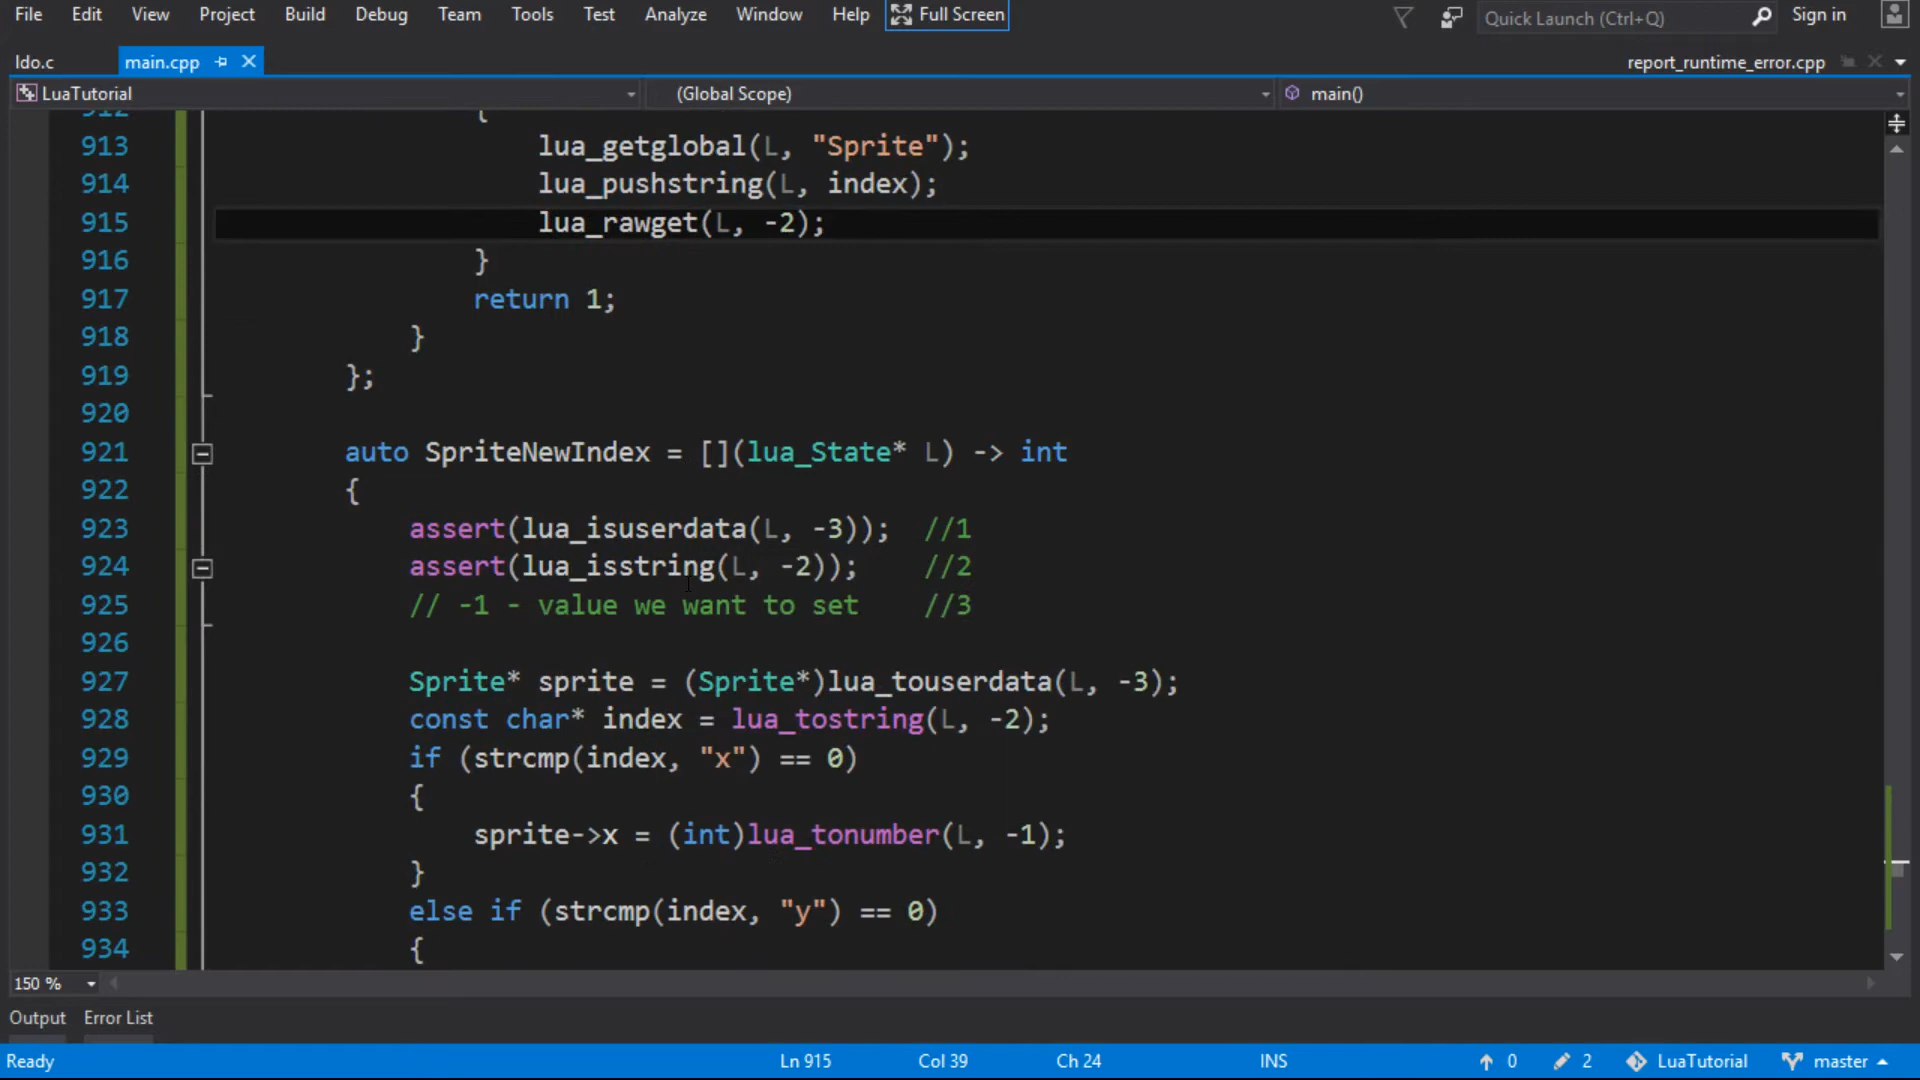 File Edit View Project Build Debug Team Tools Test Analyze Window Help Full Screen Quick Launch (Ctrl+Q) Sign in
ldo.c main.cpp report_runtime_error.cpp
LuaTutorial (Global Scope) main()
912 {
913 lua_getglobal(L, "Sprite");
914 lua_pushstring(L, index);
915 lua_rawget(L, -2);
916 }
917 return 1;
918 }
919 };
920
921 auto SpriteNewIndex = [](lua_State* L) -> int
922 {
923 assert(lua_isuserdata(L, -3)); //1
924 assert(lua_isstring(L, -2)); //2
925 // -1 - value we want to set //3
926
927 Sprite* sprite = (Sprite*)lua_touserdata(L, -3);
928 const char* index = lua_tostring(L, -2);
929 if (strcmp(index, "x") == 0)
930 {
931 sprite->x = (int)lua_tonumber(L, -1);
932 }
933 else if (strcmp(index, "y") == 0)
934 {
150 %
Output Error List
Ready Ln 915 Col 39 Ch 24 INS 0 2 LuaTutorial master